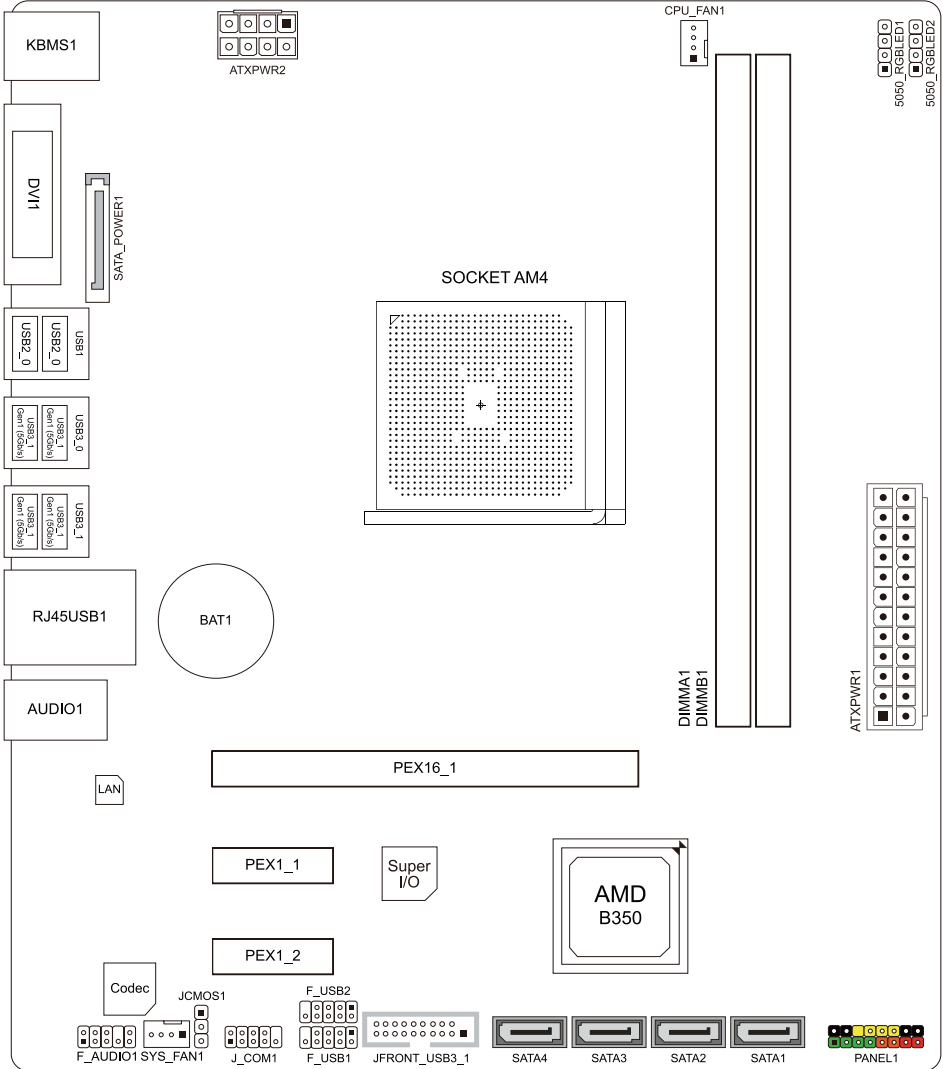 KBMS1
ATXPWR2
CPU_FAN1
5050_RGBLED1
5050_RGBLED2
DVI1
SATA_POWER1
SOCKET AM4
USB1
USB2_0
USB2_0
USB3_0
USB3_1
Gen1 (5Gb/s)
USB3_1
Gen1 (5Gb/s)
USB3_1
USB3_1
Gen1 (5Gb/s)
USB3_1
Gen1 (5Gb/s)
RJ45USB1
BAT1
AUDIO1
DIMMA1
DIMMB1
ATXPWR1
PEX16_1
LAN
PEX1_1
Super
I/O
AMD
B350
PEX1_2
Codec
JCMOS1
F_USB2
F_AUDIO1
SYS_FAN1
J_COM1
F_USB1
JFRONT_USB3_1
SATA4
SATA3
SATA2
SATA1
PANEL1